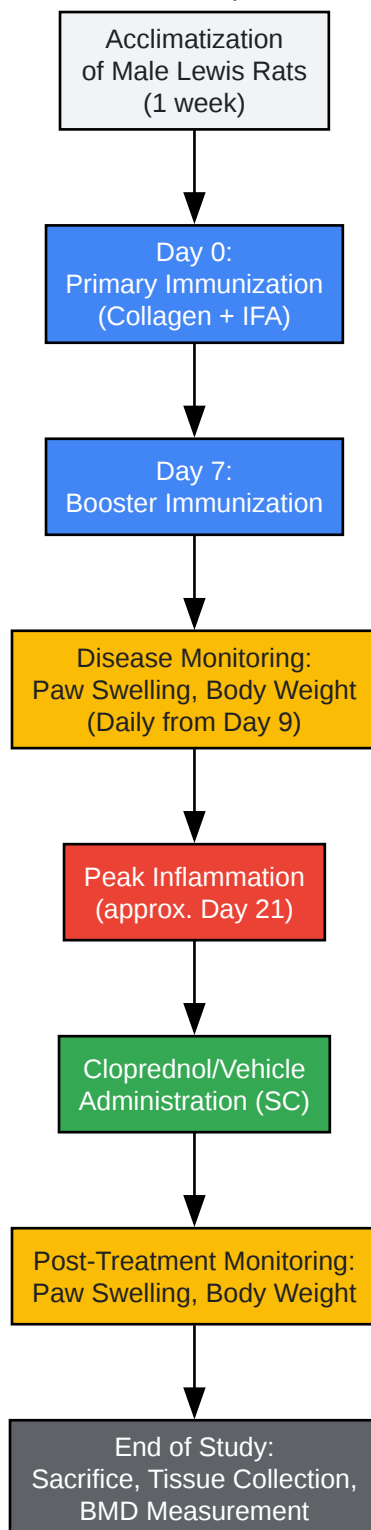 Acclimatization
of Male Lewis Rats
(1 week)
Day 0:
Primary Immunization
(Collagen + IFA)
Day 7:
Booster Immunization
Disease Monitoring:
Paw Swelling, Body Weight
(Daily from Day 9)
Peak Inflammation
(approx. Day 21)
Cloprednol/Vehicle
Administration (SC)
Post-Treatment Monitoring:
Paw Swelling, Body Weight
End of Study:
Sacrifice, Tissue Collection,
BMD Measurement